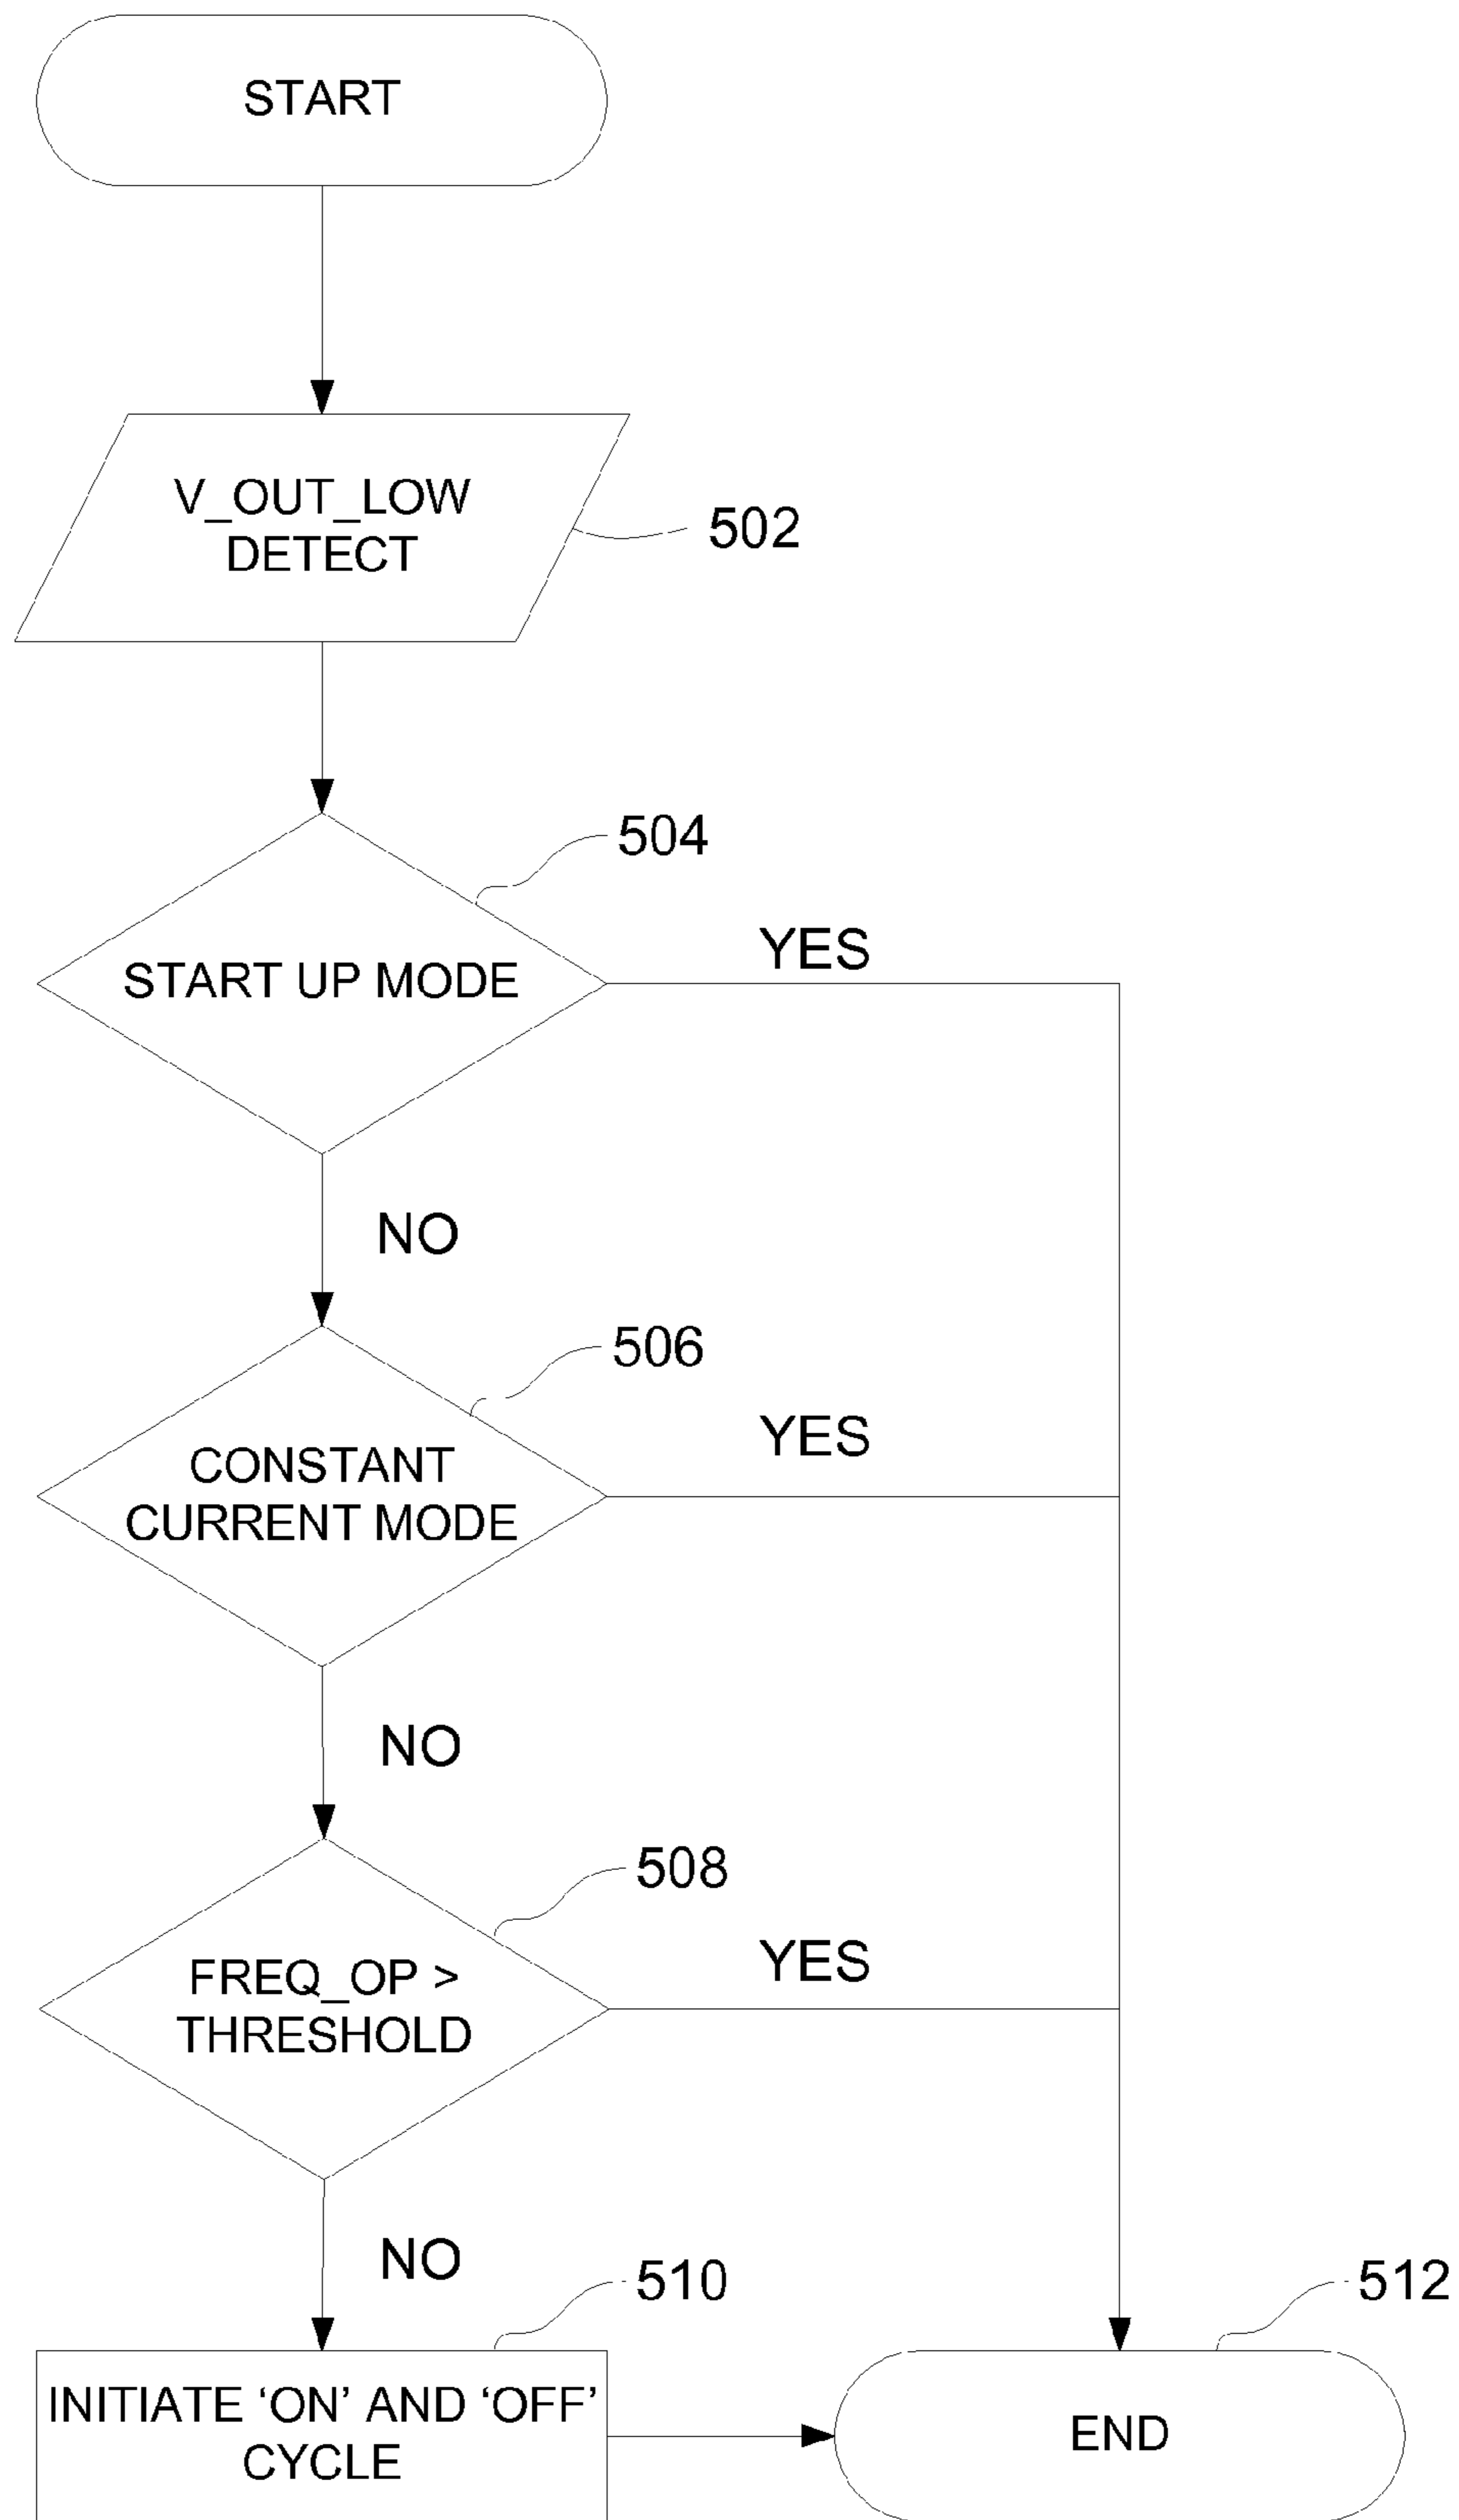 START
V_OUT_LOW
DETECT
502
504
START UP MODE
YES
NO
506
CONSTANT
CURRENT MODE
YES
NO
508
FREQ_OP >
THRESHOLD
YES
NO
510
512
INITIATE ‘ON’ AND ‘OFF’
CYCLE
END